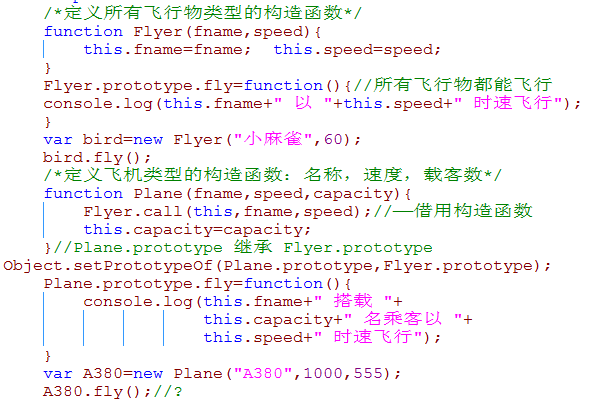 /*定义所有飞行物类型的构造函数*/
function Flyer(fname,speed){
    this.fname=fname;  this.speed=speed;
}
Flyer.prototype.fly=function(){//所有飞行物都能飞行
console.log(this.fname+" 以 "+this.speed+" 时速飞行");
}
var bird=new Flyer("小麻雀",60);
bird.fly();
/*定义飞机类型的构造函数: 名称, 速度, 载客数*/
function Plane(fname,speed,capacity){
    Flyer.call(this,fname,speed);//——借用构造函数
    this.capacity=capacity;
}//Plane.prototype 继承 Flyer.prototype
Object.setPrototypeOf(Plane.prototype,Flyer.prototype);
Plane.prototype.fly=function(){
    console.log(this.fname+" 搭载 "+
                this.capacity+" 名乘客以 "+
                this.speed+" 时速飞行");
}
var A380=new Plane("A380",1000,555);
A380.fly();//?